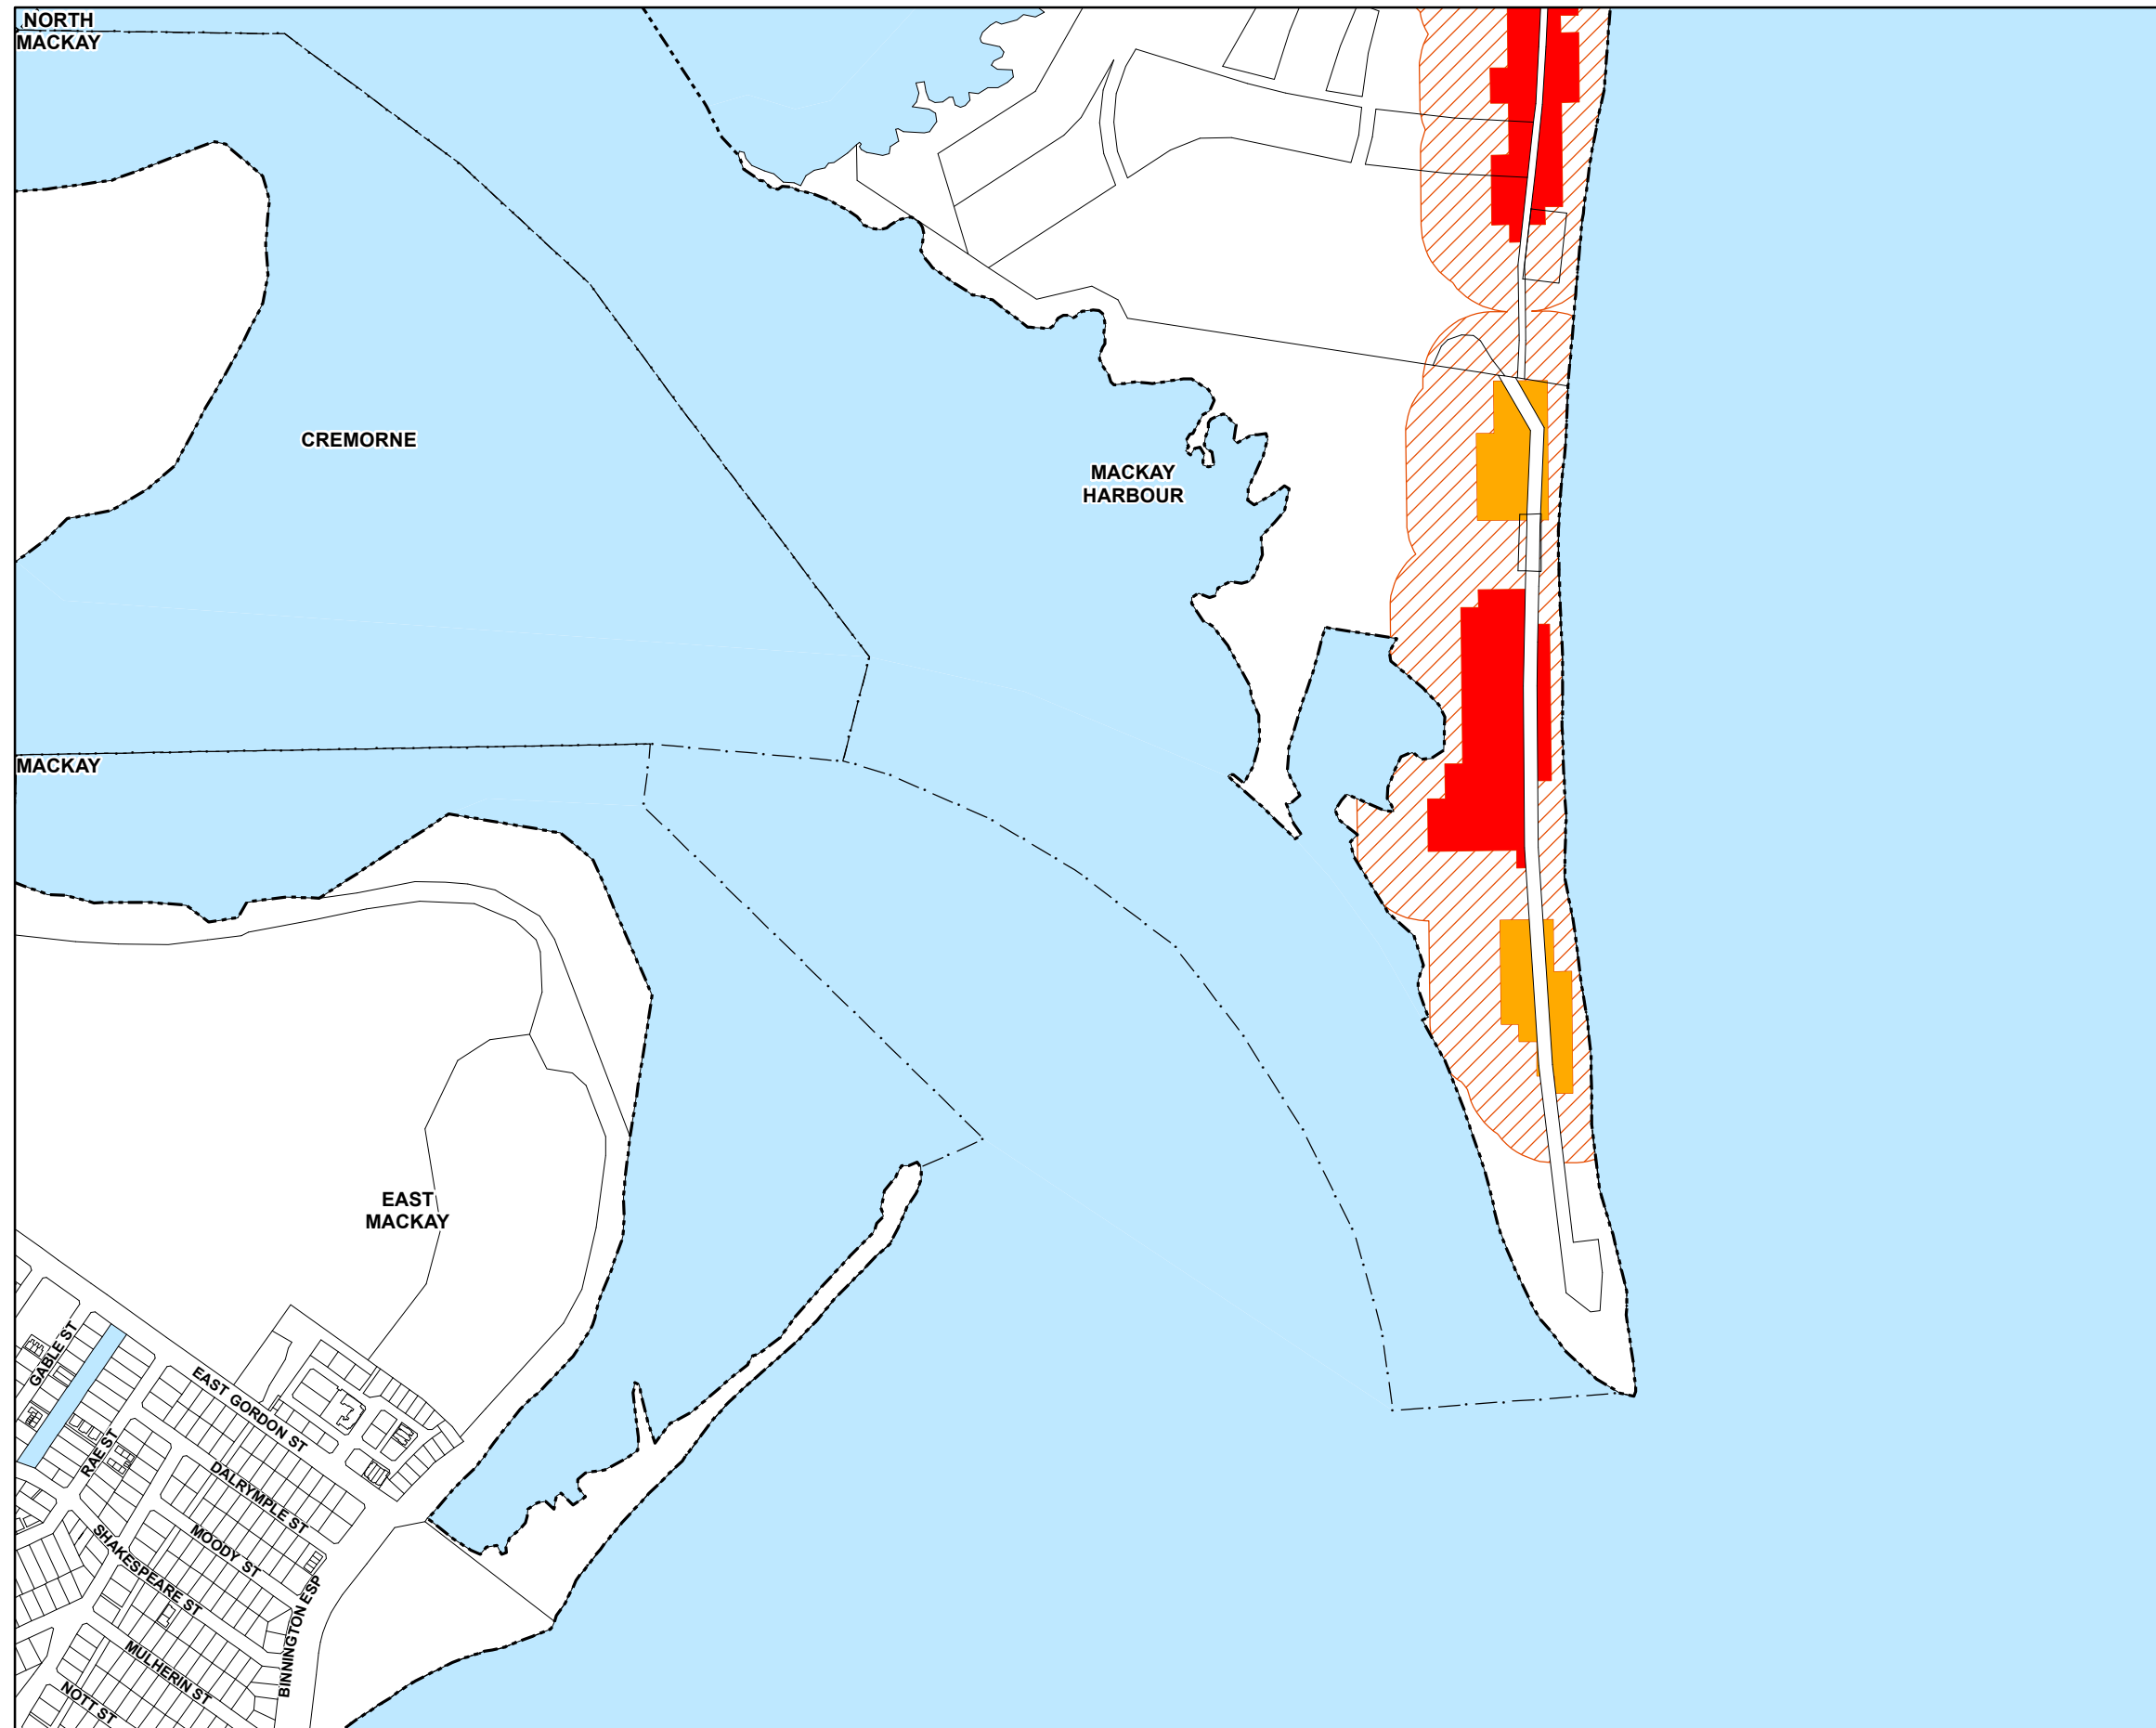 NORTH
MACKAY
CREMORNE
MACKAY
HARBOUR
MACKAY
EAST
MACKAY
GABLE ST
EAST GORDON ST
RAE ST
DALRYMPLE ST
MOODY ST
SHAKESPEARE ST
BINNINGTON ESP
MULHERIN ST
NOTT ST